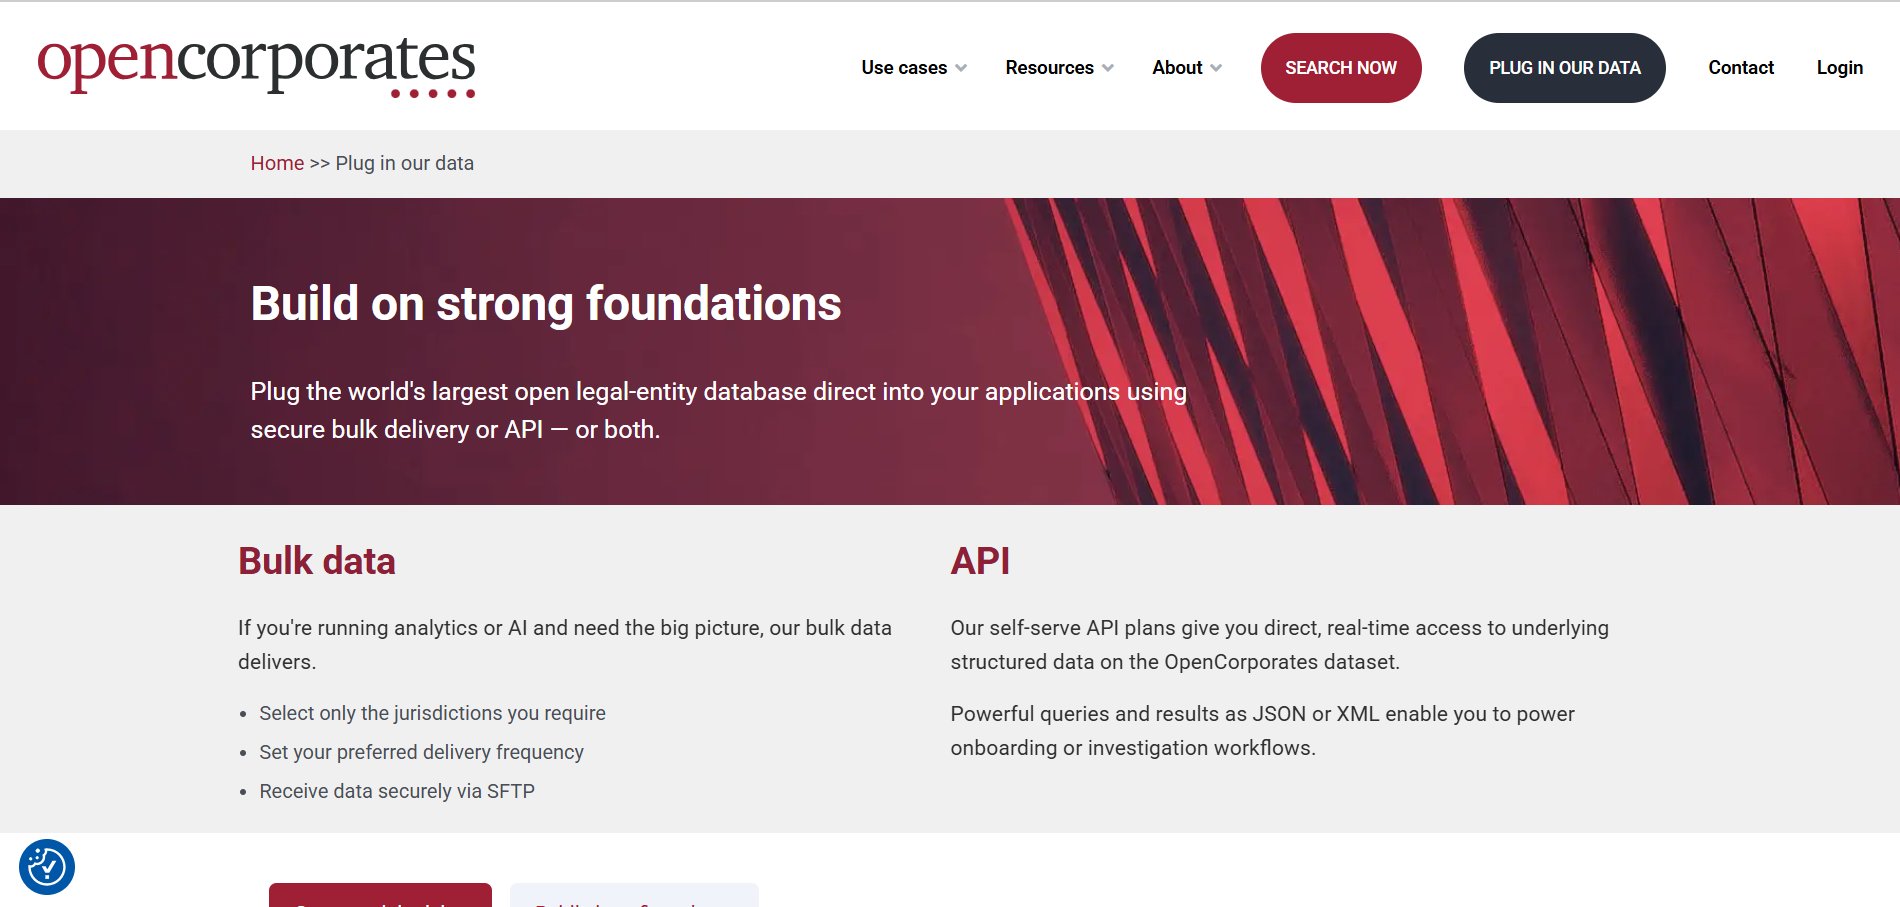 opencorporates
Use cases
Resources
About
SEARCH NOW
PLUG IN OUR DATA
Contact
Login
Home >> Plug in our data
Build on strong foundations
Plug the world's largest open legal-entity database direct into your applications using
secure bulk delivery or API — or both.
Bulk data
If you're running analytics or AI and need the big picture, our bulk data
delivers.
• Select only the jurisdictions you require
• Set your preferred delivery frequency
• Receive data securely via SFTP
API
Our self-serve API plans give you direct, real-time access to underlying
structured data on the OpenCorporates dataset.
Powerful queries and results as JSON or XML enable you to power
onboarding or investigation workflows.